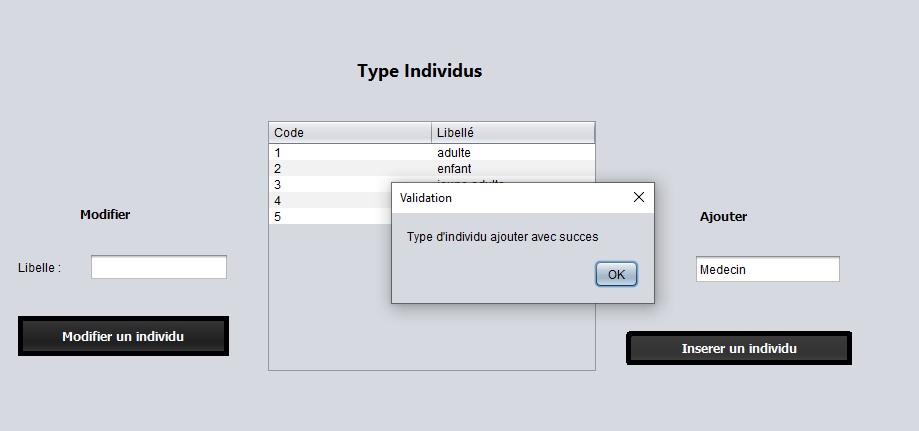 Type Individus
Code Libellé
1 adulte
2 enfant
3
4
5
Validation
Type d'individu ajouter avec succes
OK
Modifier
Libelle :
Modifier un individu
Ajouter
Medecin
Inserer un individu